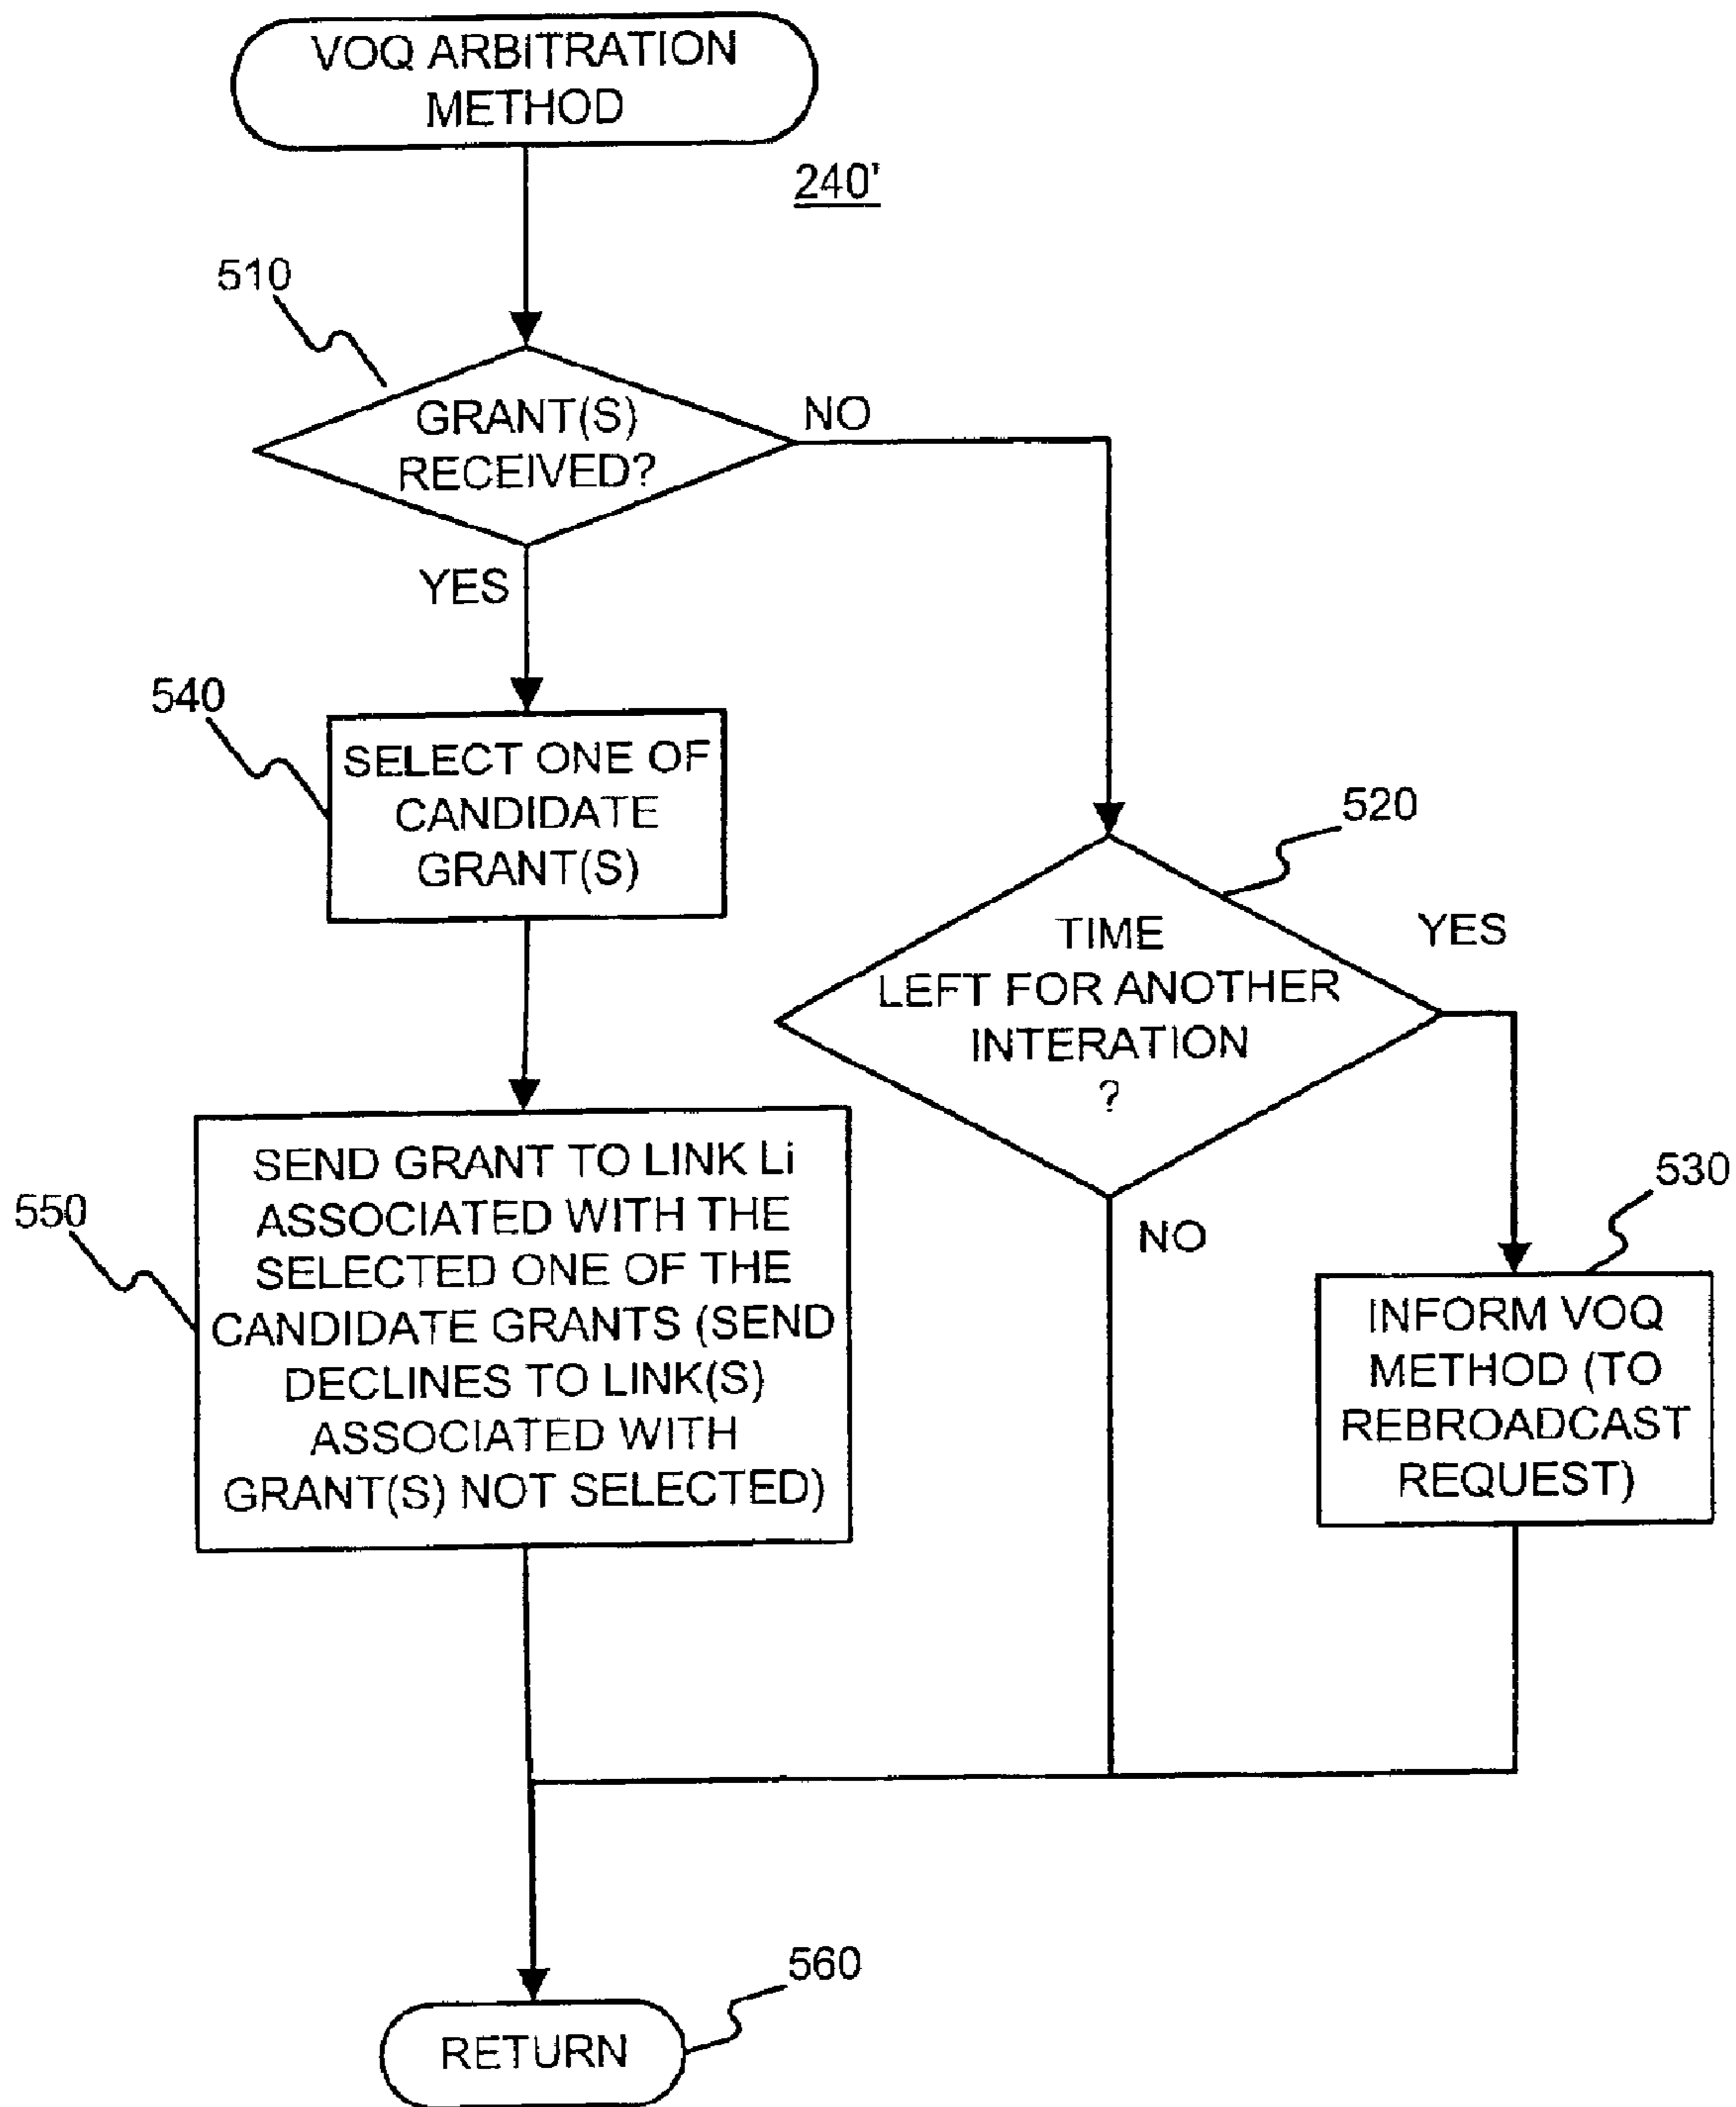 VOQ ARBITRATION
METHOD
240'
510
GRANT(S)
RECEIVED?
NO
YES
540
SELECT ONE OF
CANDIDATE
GRANT(S)
520
TIME
LEFT FOR ANOTHER
INTERATION
?
YES
NO
530
INFORM VOQ
METHOD (TO
REBROADCAST
REQUEST)
550
SEND GRANT TO LINK Li
ASSOCIATED WITH THE
SELECTED ONE OF THE
CANDIDATE GRANTS (SEND
DECLINES TO LINK(S)
ASSOCIATED WITH
GRANT(S) NOT SELECTED)
560
RETURN